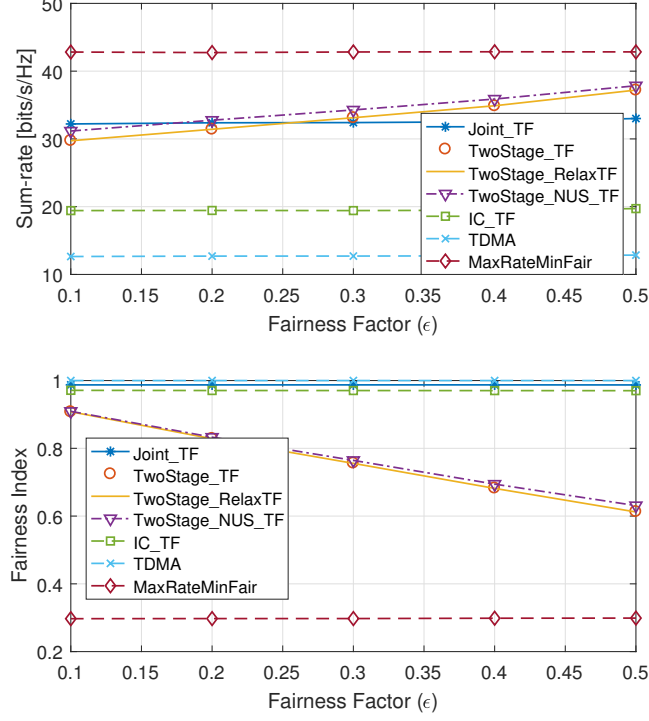 50
40
30
20
10
Sum-rate [bits/s/Hz]
Joint_TF
TwoStage_TF
TwoStage_RelaxTF
TwoStage_NUS_TF
IC_TF
TDMA
MaxRateMinFair
0.1 0.15 0.2 0.25 0.3 0.35 0.4 0.45 0.5
Fairness Factor (ϵ)
1
0.8
0.6
0.4
0.2
Fairness Index
Joint_TF
TwoStage_TF
TwoStage_RelaxTF
TwoStage_NUS_TF
IC_TF
TDMA
MaxRateMinFair
0.1 0.15 0.2 0.25 0.3 0.35 0.4 0.45 0.5
Fairness Factor (ϵ)